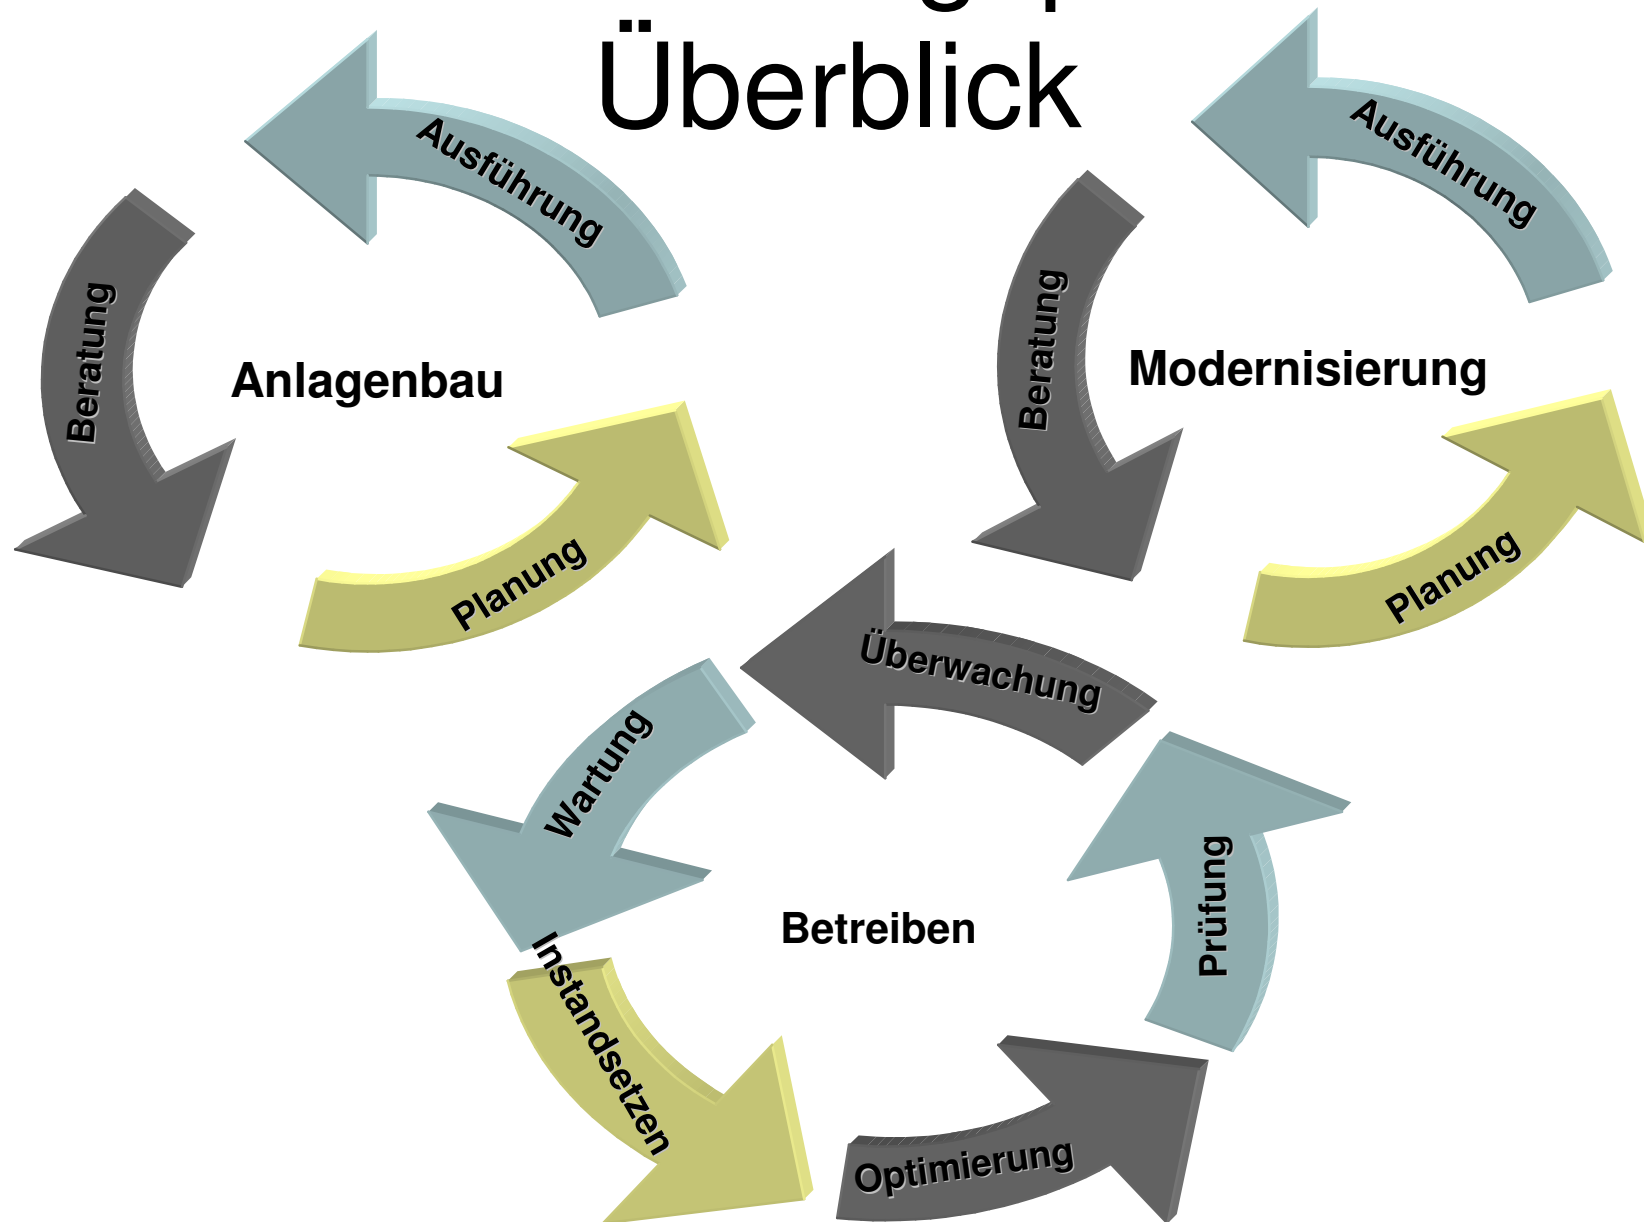 Überblick
Ausführung
Beratung
Anlagenbau
Planung
Ausführung
Beratung
Modernisierung
Planung
Überwachung
Wartung
Betreiben
Prüfung
Instandsetzen
Optimierung